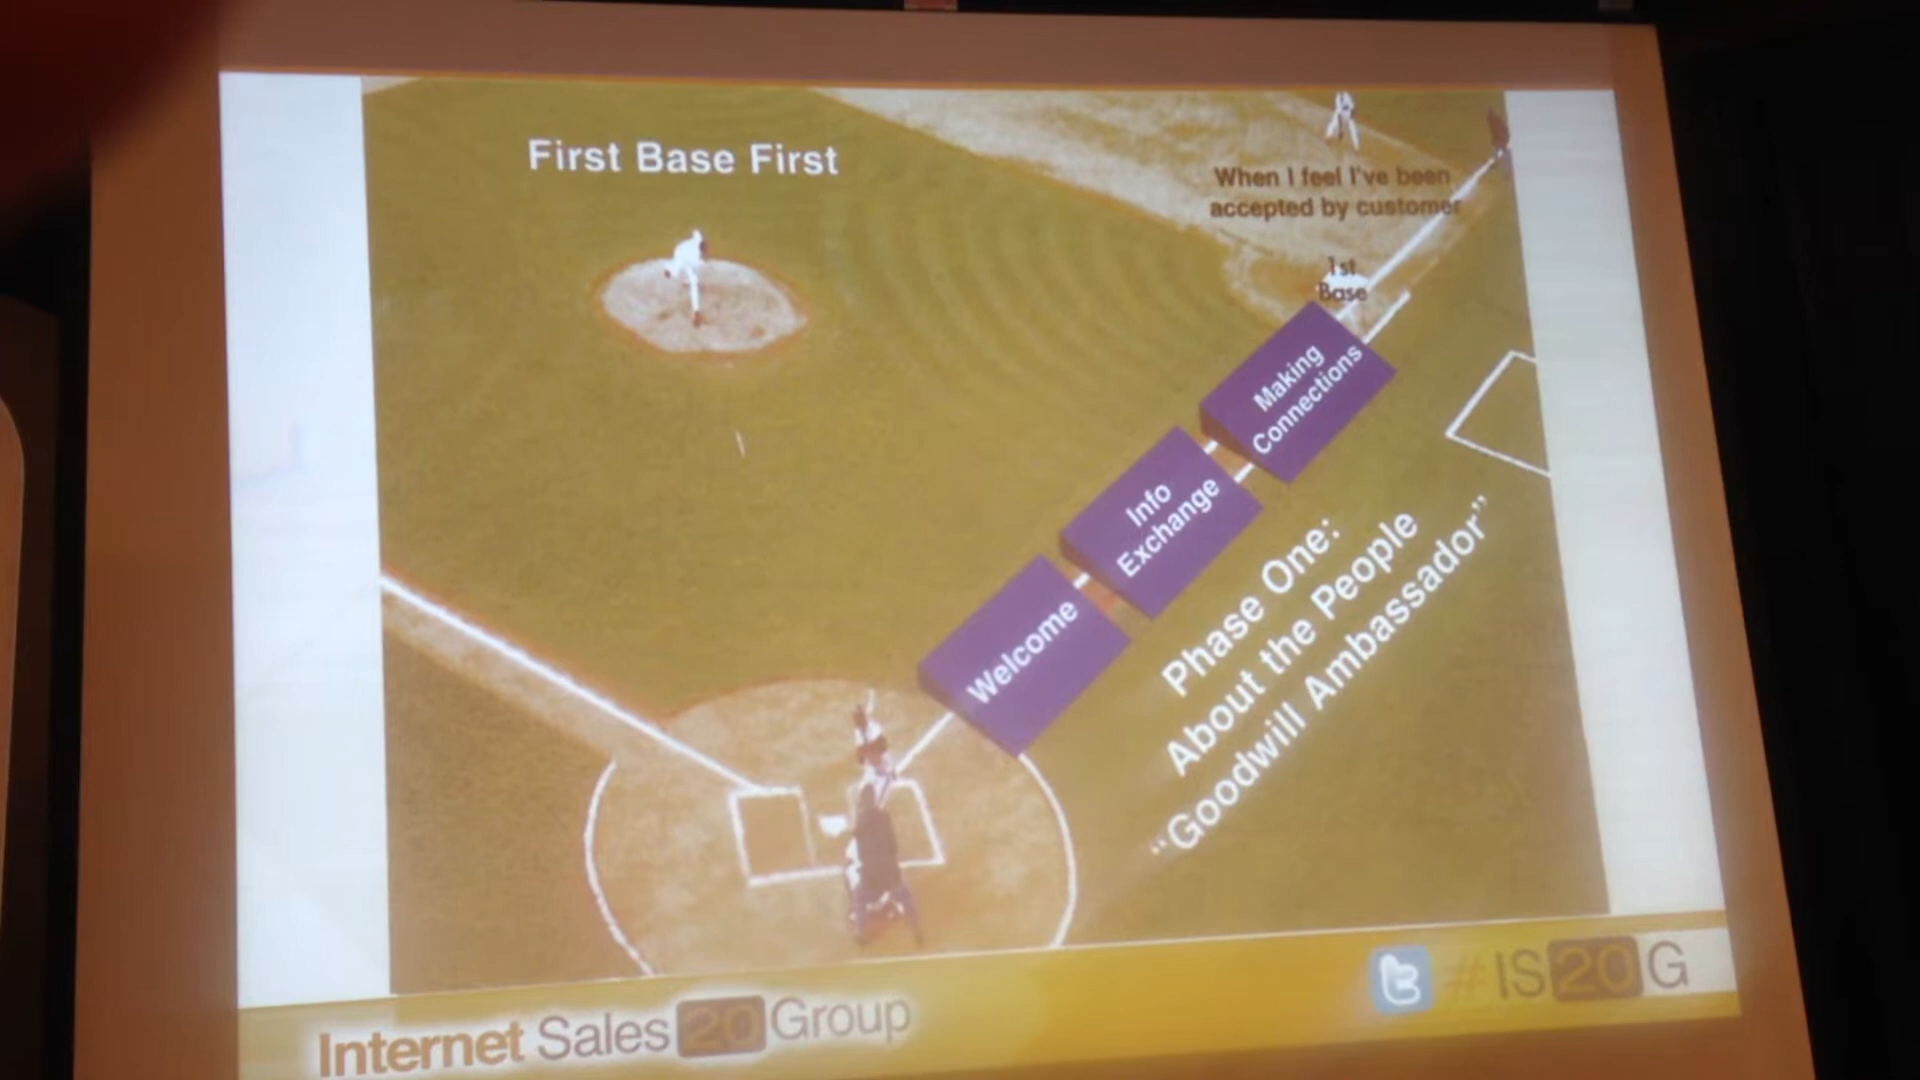 First Base First
When I feel I've been
accepted by customer
1st
Base
Making
Connections
Info
Exchange
Welcome
Phase One:
About the People
“Goodwill Ambassador”
Internet Sales 20 Group
#IS20G